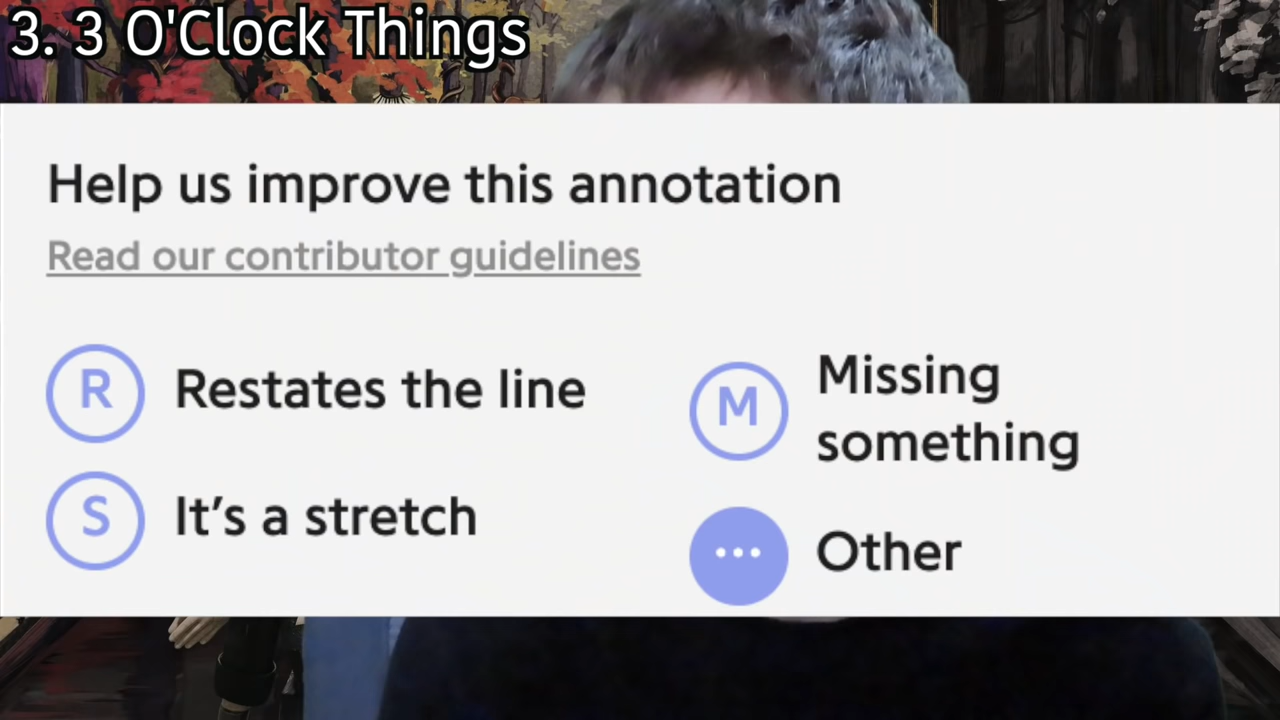 3. 3 O'Clock Things
Help us improve this annotation
Read our contributor guidelines
R Restates the line
M Missing
something
S It’s a stretch
... Other